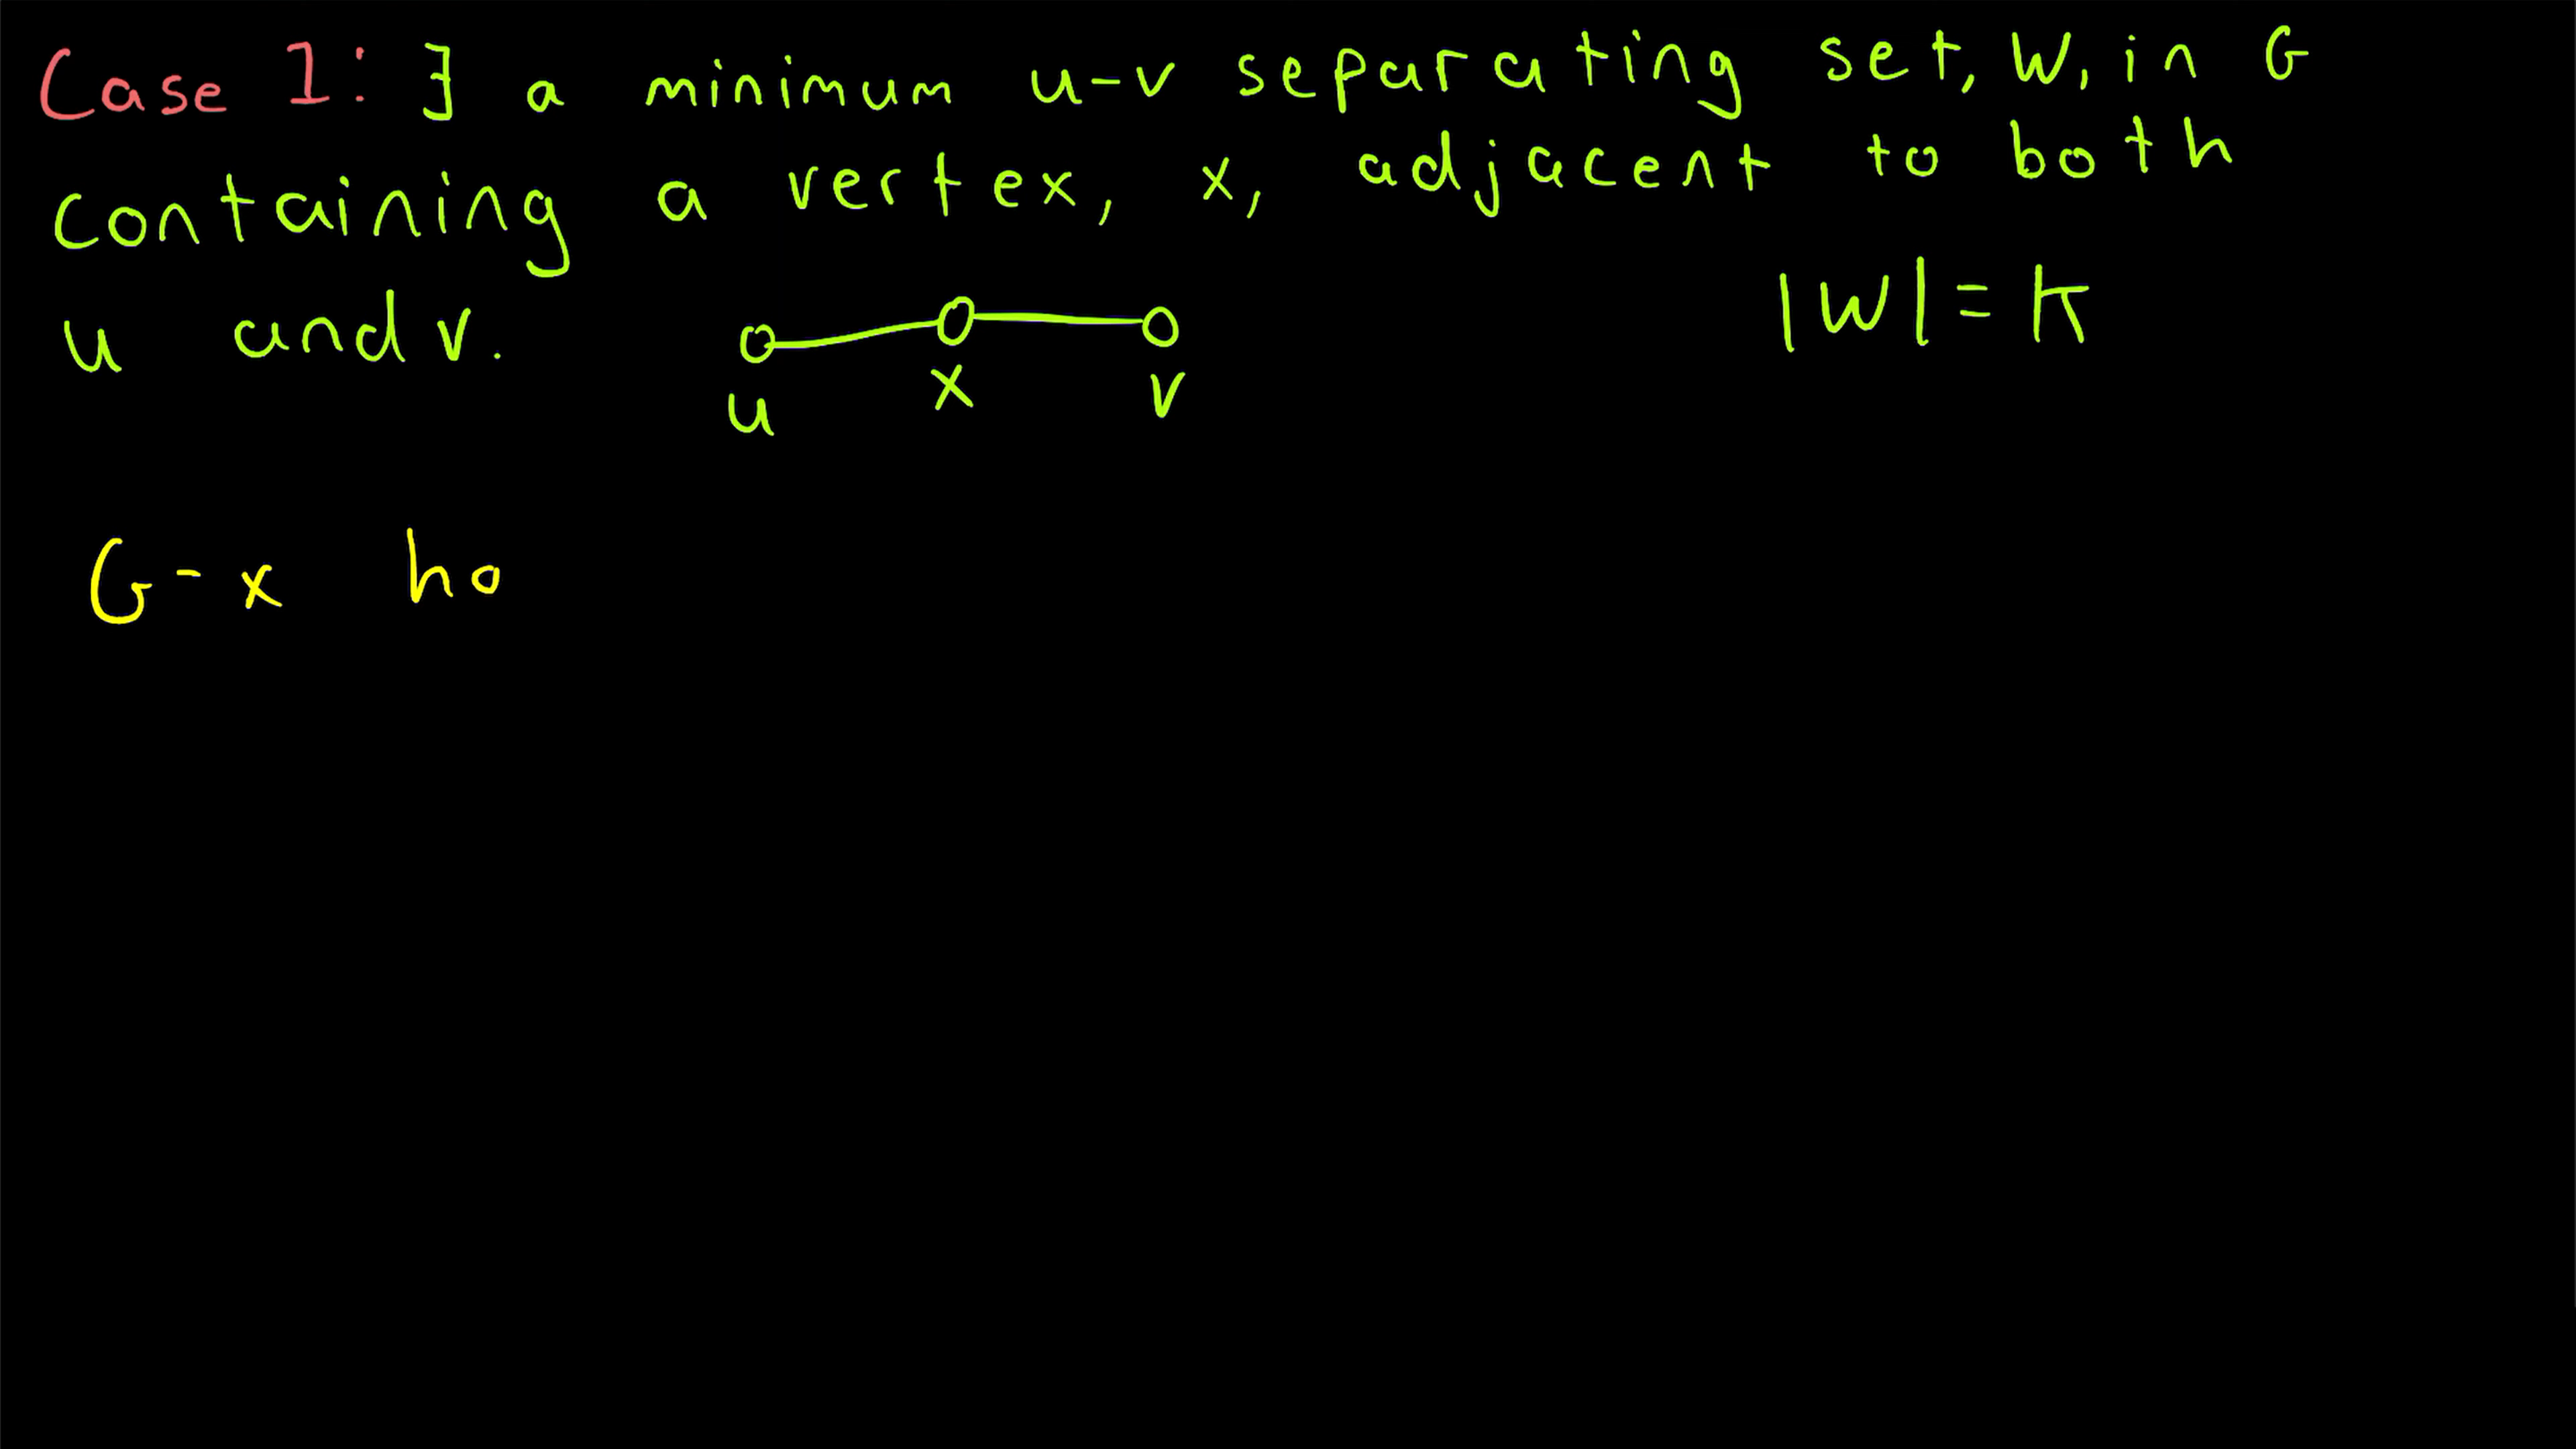 Case 1: ∃ a minimum u-v separating set, W, in G
containing a vertex, x, adjacent to both
u and v.
|W| = k
u x v
G-x ha